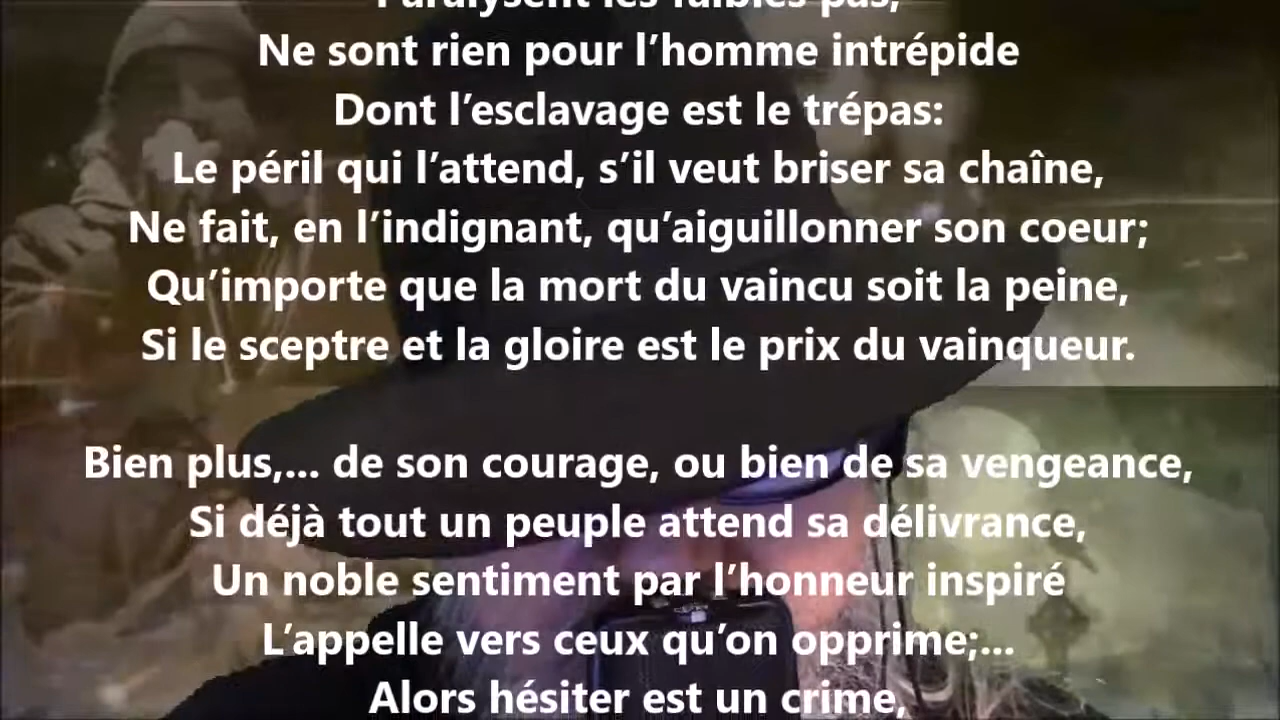 Paralysent les faibles pas,
Ne sont rien pour l’homme intrépide
Dont l’esclavage est le trépas:
Le péril qui l’attend, s’il veut briser sa chaîne,
Ne fait, en l’indignant, qu’aiguillonner son coeur;
Qu’importe que la mort du vaincu soit la peine,
Si le sceptre et la gloire est le prix du vainqueur.
Bien plus,... de son courage, ou bien de sa vengeance,
Si déjà tout un peuple attend sa délivrance,
Un noble sentiment par l’honneur inspiré
L’appelle vers ceux qu’on opprime;...
Alors hésiter est un crime,